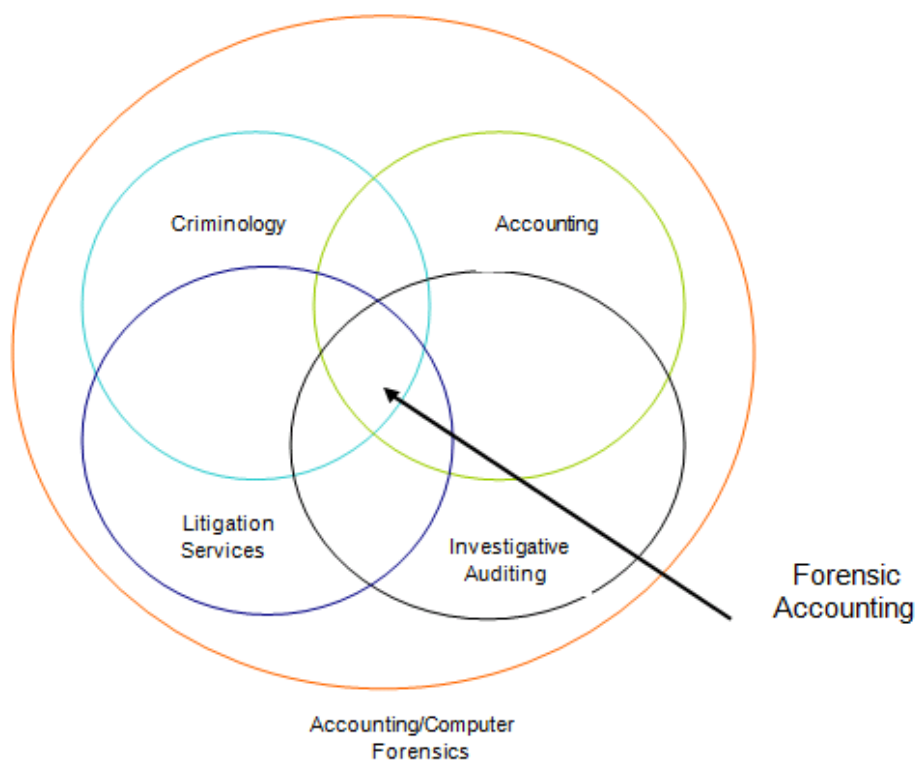 Criminology
Accounting
Litigation
Services
Investigative
Auditing
Forensic
Accounting
Accounting/Computer
Forensics